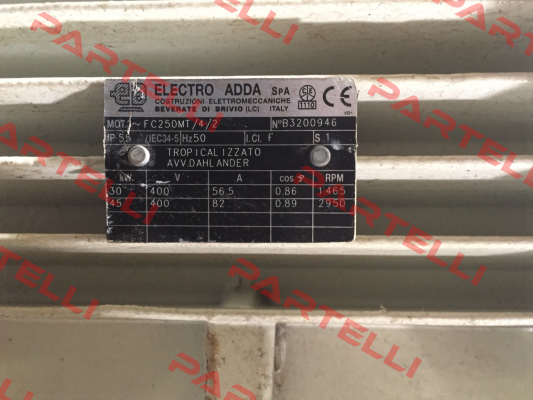 ELECTRO ADDA SpA
COSTRUZIONI ELETTROMECCANICHE
BEVERATE DI BRIVIO (LC) ITALY
CE
MOT.3~ FC250MT/4/2 N°B3200946
IP 55 (IEC34-5) Hz50 I.Cl. F S 1
TROPICALIZZATO
AVV.DAHLANDER
kW. V A cos φ RPM
30 400 56,5 0.86 1465
45 400 82 0.89 2950
PARTELLI
PARTELLI
PARTELLI
PARTELLI
PARTELLI